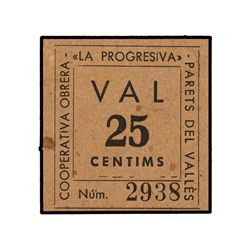 COOPERATIVA OBRERA
«LA PROGRESIVA»
PARETS DEL VALLÈS
VAL
25
CENTIMS
Núm. 2938